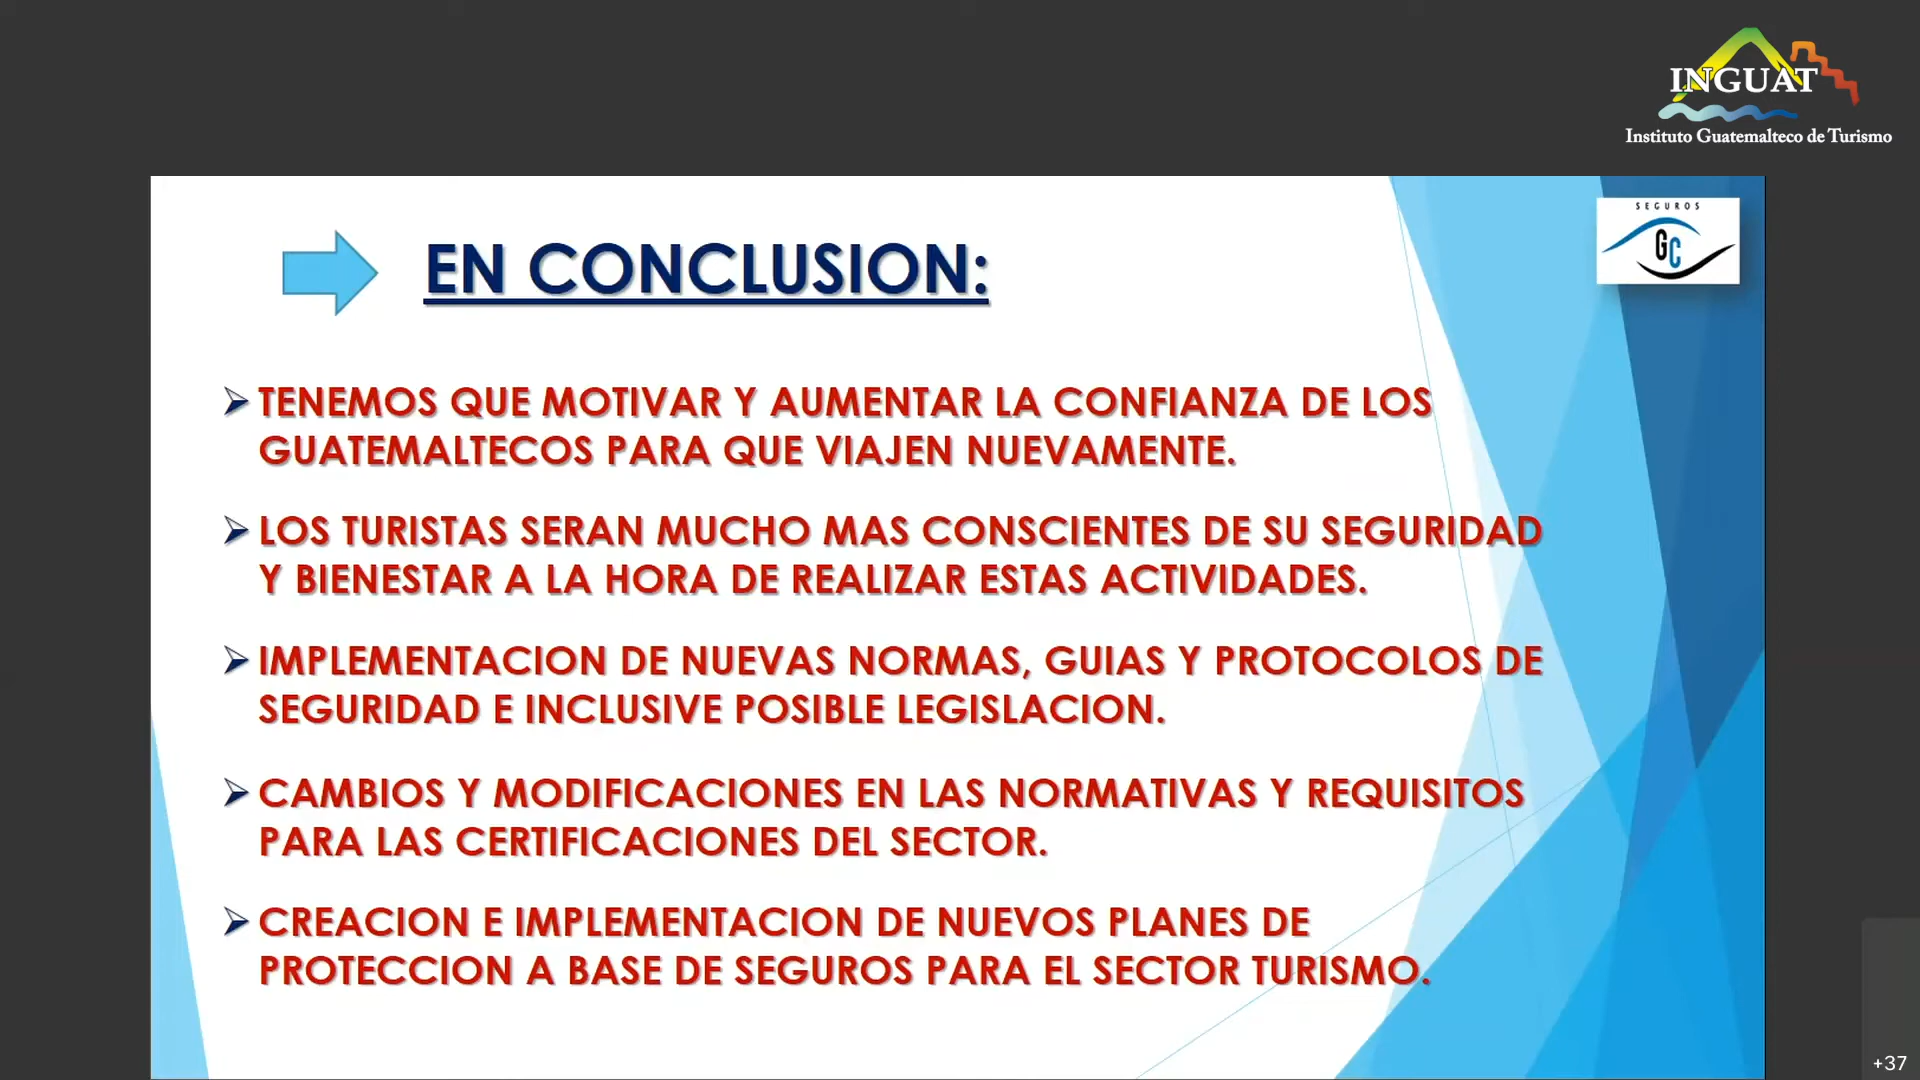 INGUAT
Instituto Guatemalteco de Turismo
SEGUROS
GC
EN CONCLUSION:
TENEMOS QUE MOTIVAR Y AUMENTAR LA CONFIANZA DE LOS
GUATEMALTECOS PARA QUE VIAJEN NUEVAMENTE.
LOS TURISTAS SERAN MUCHO MAS CONSCIENTES DE SU SEGURIDAD
Y BIENESTAR A LA HORA DE REALIZAR ESTAS ACTIVIDADES.
IMPLEMENTACION DE NUEVAS NORMAS, GUIAS Y PROTOCOLOS DE
SEGURIDAD E INCLUSIVE POSIBLE LEGISLACION.
CAMBIOS Y MODIFICACIONES EN LAS NORMATIVAS Y REQUISITOS
PARA LAS CERTIFICACIONES DEL SECTOR.
CREACION E IMPLEMENTACION DE NUEVOS PLANES DE
PROTECCION A BASE DE SEGUROS PARA EL SECTOR TURISMO.
+37